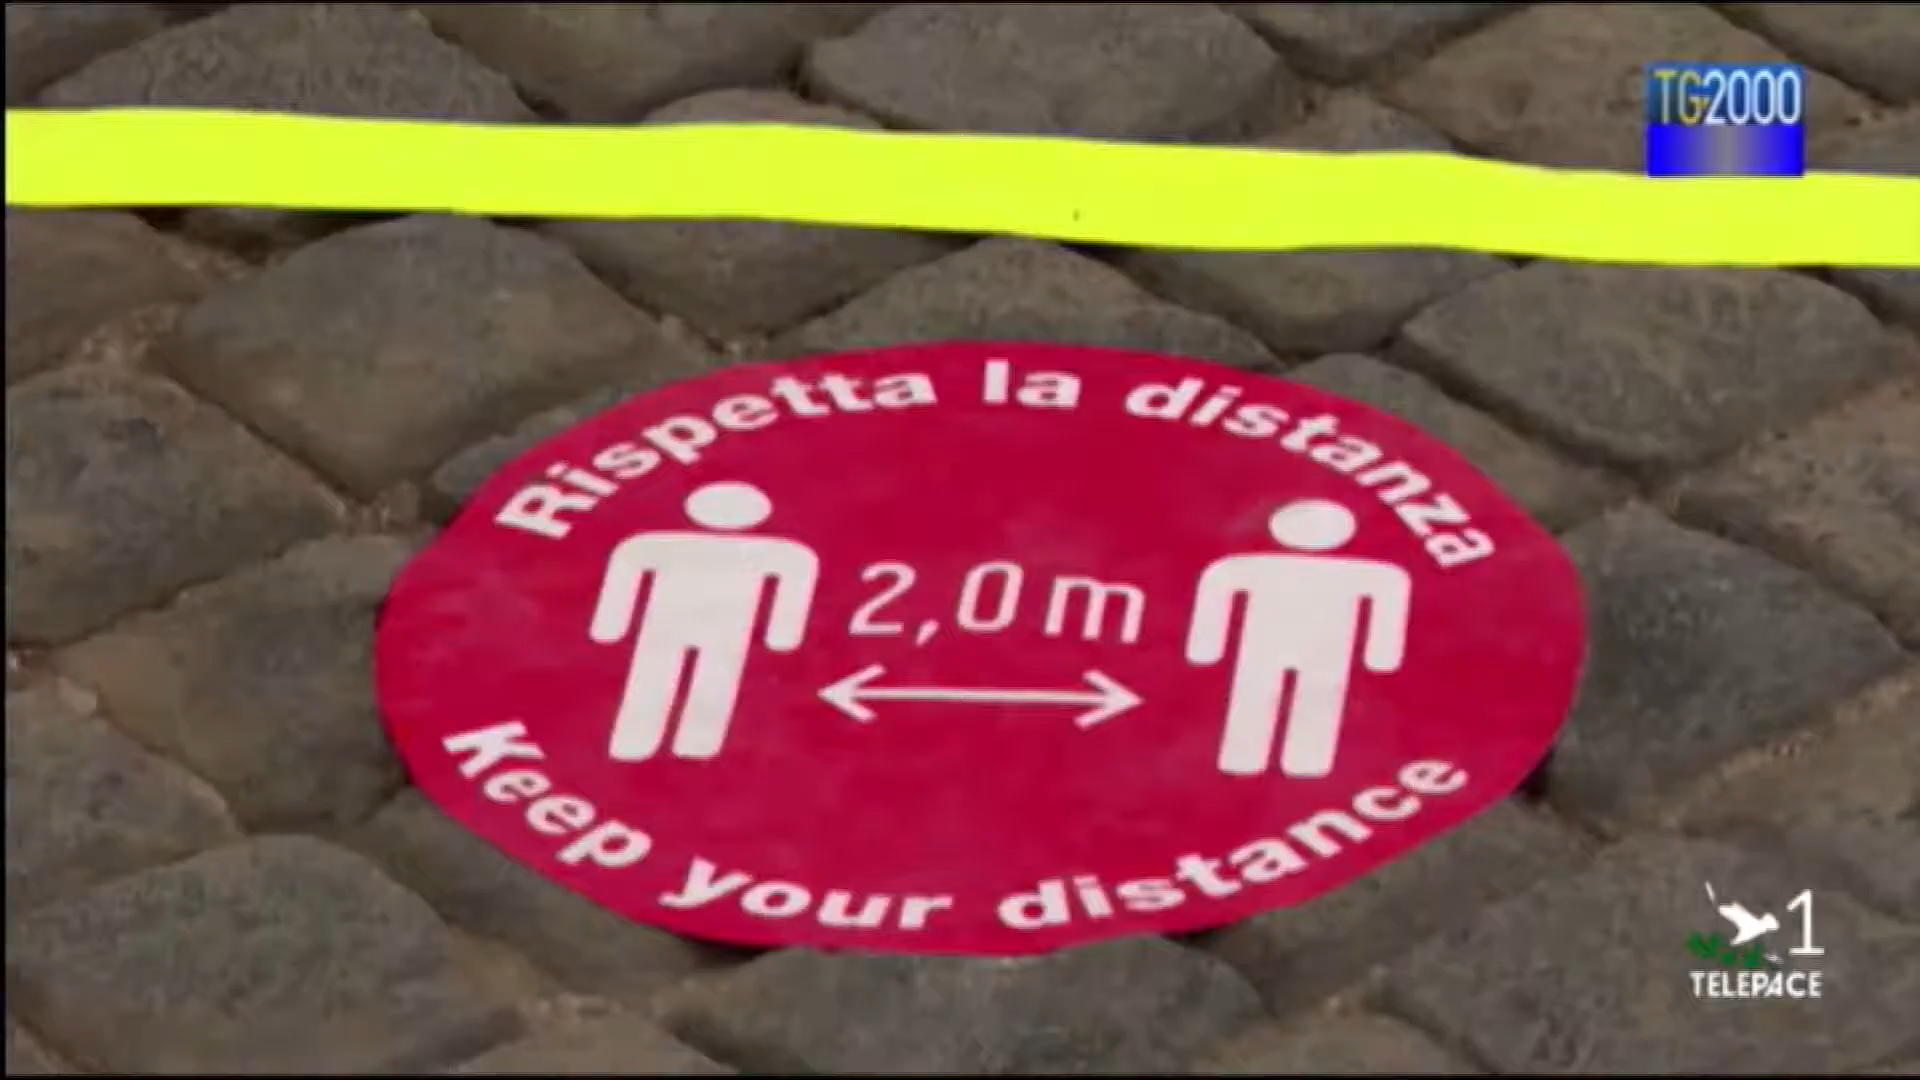 TG2000
Rispetta la distanza
2,0 m
Keep your distance
1
TELEPACE